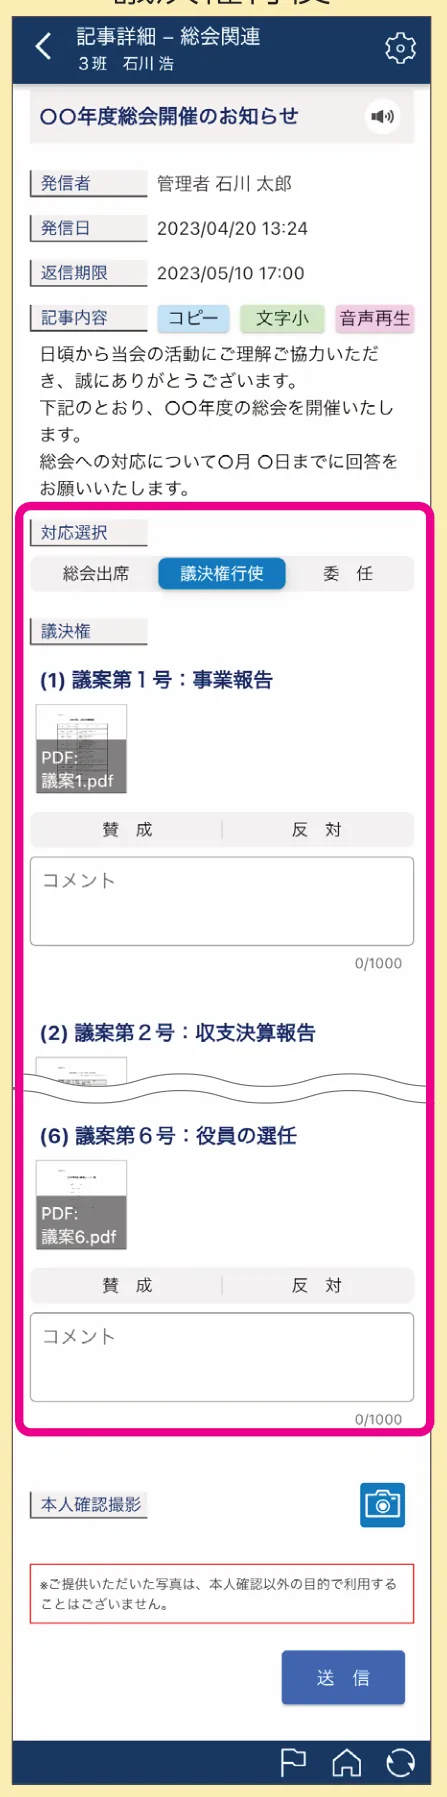 記事詳細 – 総会関連
３班　石川 浩
〇〇年度総会開催のお知らせ
発信者 管理者 石川 太郎
発信日 2023/04/20 13:24
返信期限 2023/05/10 17:00
記事内容 コピー 文字小 音声再生
日頃から当会の活動にご理解ご協力いただ
き、誠にありがとうございます。
下記のとおり、〇〇年度の総会を開催いたし
ます。
総会への対応について〇月 〇日までに回答を
お願いいたします。
対応選択
総会出席 議決権行使 委　任
議決権
(1) 議案第１号：事業報告
PDF:
議案1.pdf
賛　成 反　対
コメント
0/1000
(2) 議案第２号：収支決算報告
(6) 議案第６号：役員の選任
PDF:
議案6.pdf
賛　成 反　対
コメント
0/1000
本人確認撮影
※ご提供いただいた写真は、本人確認以外の目的で利用する
ことはございません。
送　信